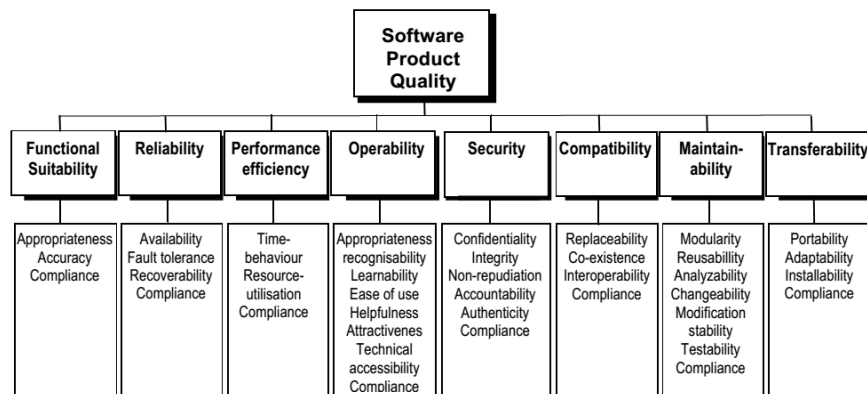 Software
Product
Quality
Functional
Suitability
Reliability
Performance
efficiency
Operability
Security
Compatibility
Maintain-
ability
Transferability
Appropriateness
Accuracy
Compliance
Availability
Fault tolerance
Recoverability
Compliance
Time-
behaviour
Resource-
utilisation
Compliance
Appropriateness
recognisability
Learnability
Ease of use
Helpfulness
Attractivenes
Technical
accessibility
Compliance
Confidentiality
Integrity
Non-repudiation
Accountability
Authenticity
Compliance
Replaceability
Co-existence
Interoperability
Compliance
Modularity
Reusability
Analyzability
Changeability
Modification
stability
Testability
Compliance
Portability
Adaptability
Installability
Compliance